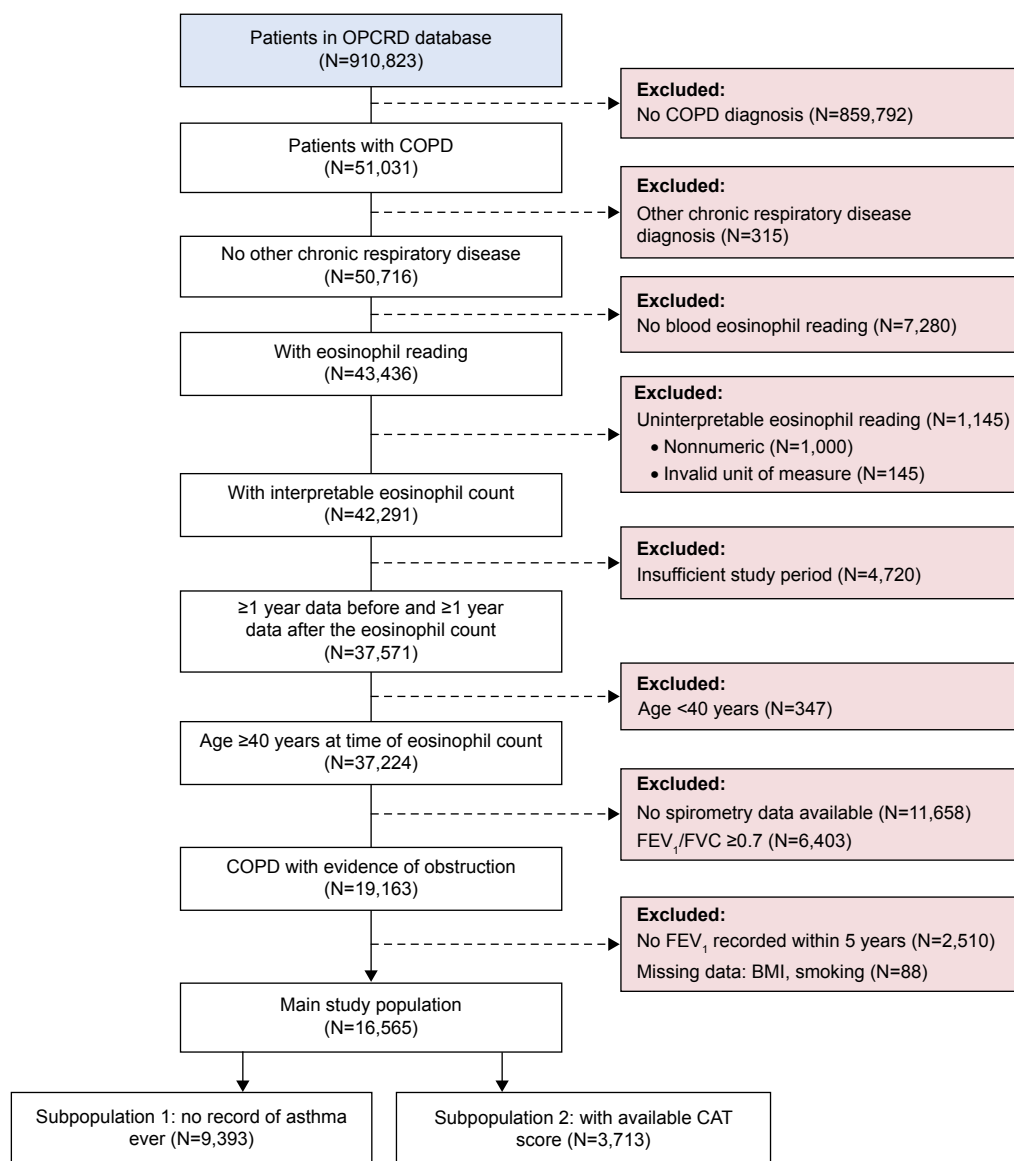 Patients in OPCRD database
(N=910,823)
Excluded:
No COPD diagnosis (N=859,792)
Patients with COPD
(N=51,031)
Excluded:
Other chronic respiratory disease
diagnosis (N=315)
No other chronic respiratory disease
(N=50,716)
Excluded:
No blood eosinophil reading (N=7,280)
With eosinophil reading
(N=43,436)
Excluded:
Uninterpretable eosinophil reading (N=1,145)
• Nonnumeric (N=1,000)
• Invalid unit of measure (N=145)
With interpretable eosinophil count
(N=42,291)
Excluded:
Insufficient study period (N=4,720)
≥1 year data before and ≥1 year
data after the eosinophil count
(N=37,571)
Excluded:
Age <40 years (N=347)
Age ≥40 years at time of eosinophil count
(N=37,224)
Excluded:
No spirometry data available (N=11,658)
FEV₁/FVC ≥0.7 (N=6,403)
COPD with evidence of obstruction
(N=19,163)
Excluded:
No FEV₁ recorded within 5 years (N=2,510)
Missing data: BMI, smoking (N=88)
Main study population
(N=16,565)
Subpopulation 1: no record of asthma
ever (N=9,393)
Subpopulation 2: with available CAT
score (N=3,713)